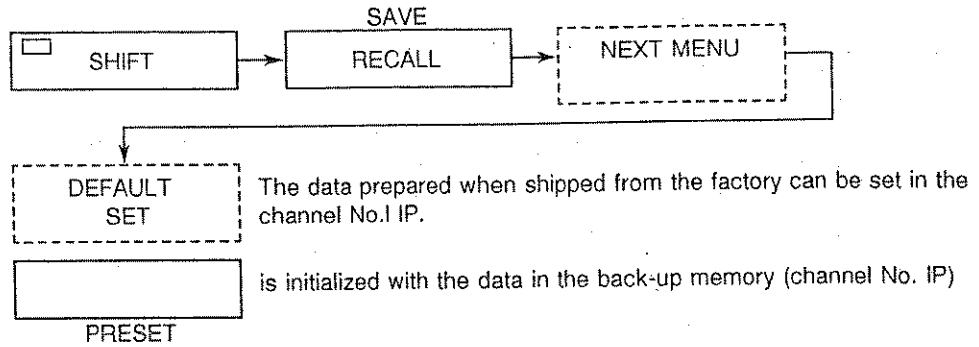 SAVE
SHIFT
RECALL
NEXT MENU
DEFAULT
SET
The data prepared when shipped from the factory can be set in the
channel No.I IP.
is initialized with the data in the back-up memory (channel No. IP)
PRESET